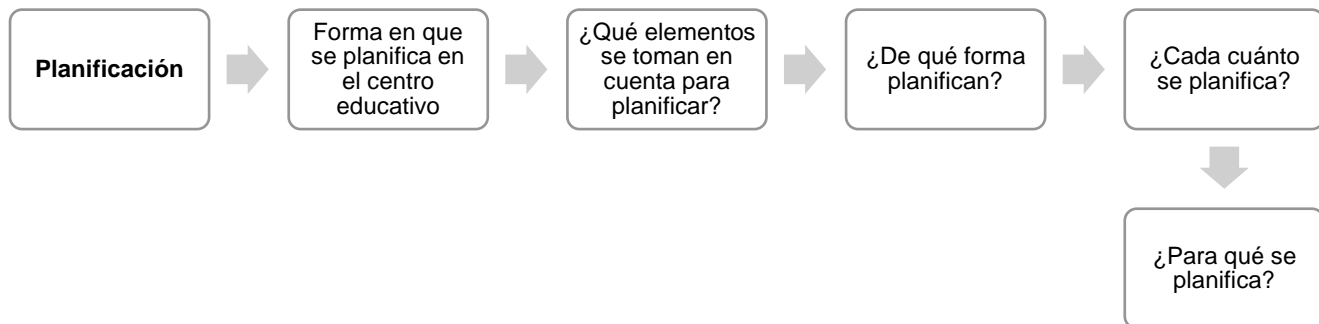 Planificación
Forma en que
se planifica en
el centro
educativo
¿Qué elementos
se toman en
cuenta para
planificar?
¿De qué forma
planifican?
¿Cada cuánto
se planifica?
¿Para qué se
planifica?